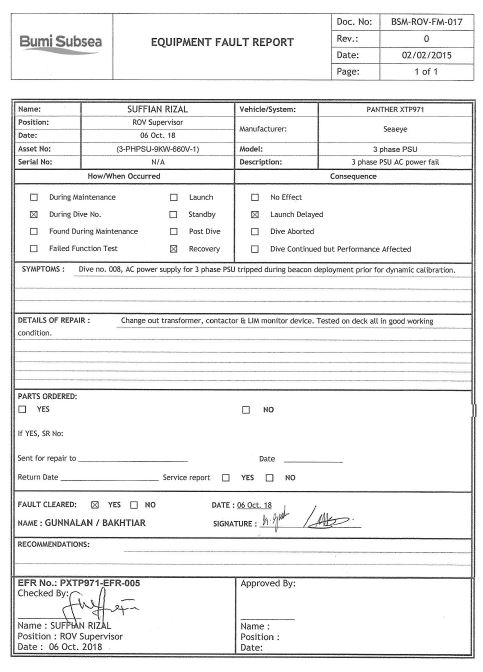 Bumi Subsea
EQUIPMENT FAULT REPORT
Doc. No: BSM-ROV-FM-017
Rev.: 0
Date: 02/02/2015
Page: 1 of 1
Name: SUFFIAN RIZAL Vehicle/System: PANTHER XTP971
Position: ROV Supervisor Manufacturer: Seaeye
Date: 06 Oct. 18
Asset No: (3-PHPSU-9KW-660V-1) Model: 3 phase PSU
Serial No: N/A Description: 3 phase PSU AC power fail
How/When Occurred Consequence
☐ During Maintenance ☐ Launch ☐ No Effect
☒ During Dive No. ☐ Standby ☒ Launch Delayed
☐ Found During Maintenance ☐ Post Dive ☐ Dive Aborted
☐ Failed Function Test ☒ Recovery ☐ Dive Continued but Performance Affected
SYMPTOMS : Dive no. 008, AC power supply for 3 phase PSU tripped during beacon deployment prior for dynamic calibration.
DETAILS OF REPAIR : Change out transformer, contactor & LIM monitor device. Tested on deck all in good working
condition.
PARTS ORDERED:
☐ YES ☐ NO
If YES, SR No:
Sent for repair to Date
Return Date Service report ☐ YES ☐ NO
FAULT CLEARED: ☒ YES ☐ NO DATE : 06 Oct. 18
NAME : GUNNALAN / BAKHTIAR SIGNATURE :
RECOMMENDATIONS:
EFR No.: PXTP971-EFR-005 Approved By:
Checked By:
Name : SUFFIAN RIZAL Name :
Position : ROV Supervisor Position :
Date : 06 Oct. 2018 Date: